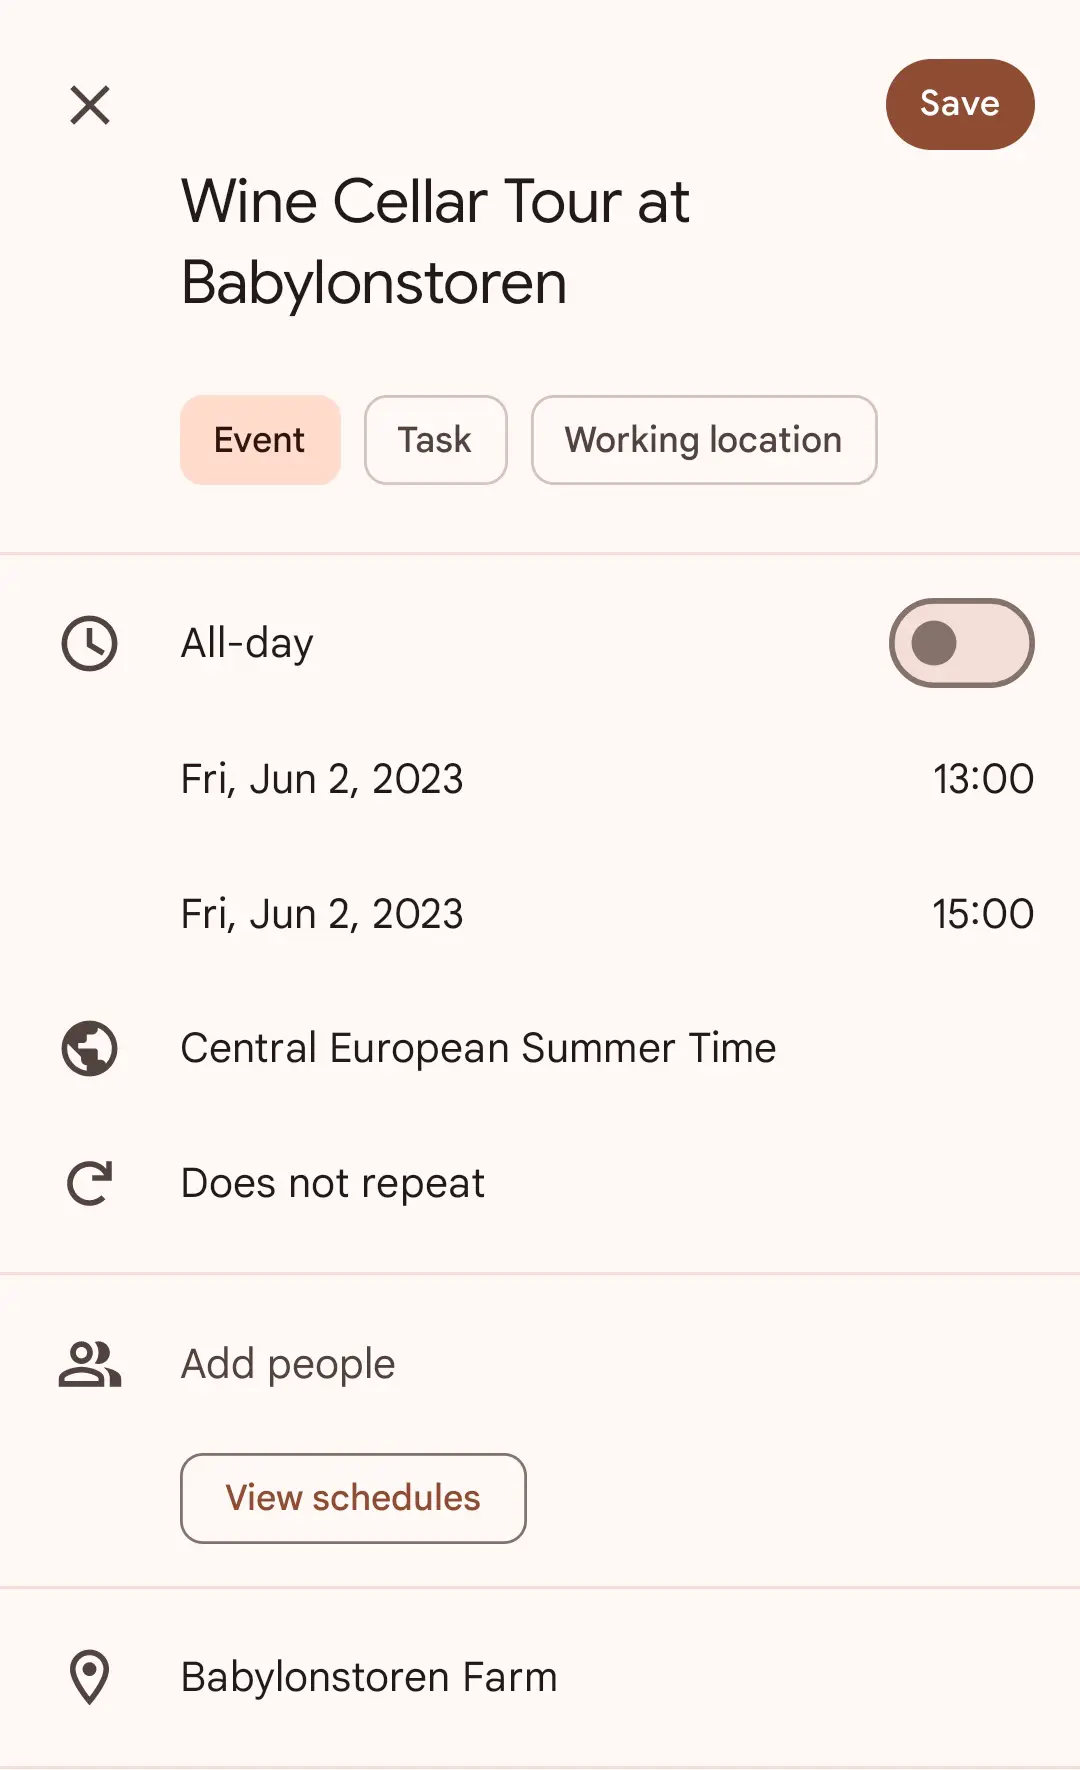 Save
Wine Cellar Tour at
Babylonstoren
Event Task Working location
All-day
Fri, Jun 2, 2023 13:00
Fri, Jun 2, 2023 15:00
Central European Summer Time
Does not repeat
Add people
View schedules
Babylonstoren Farm